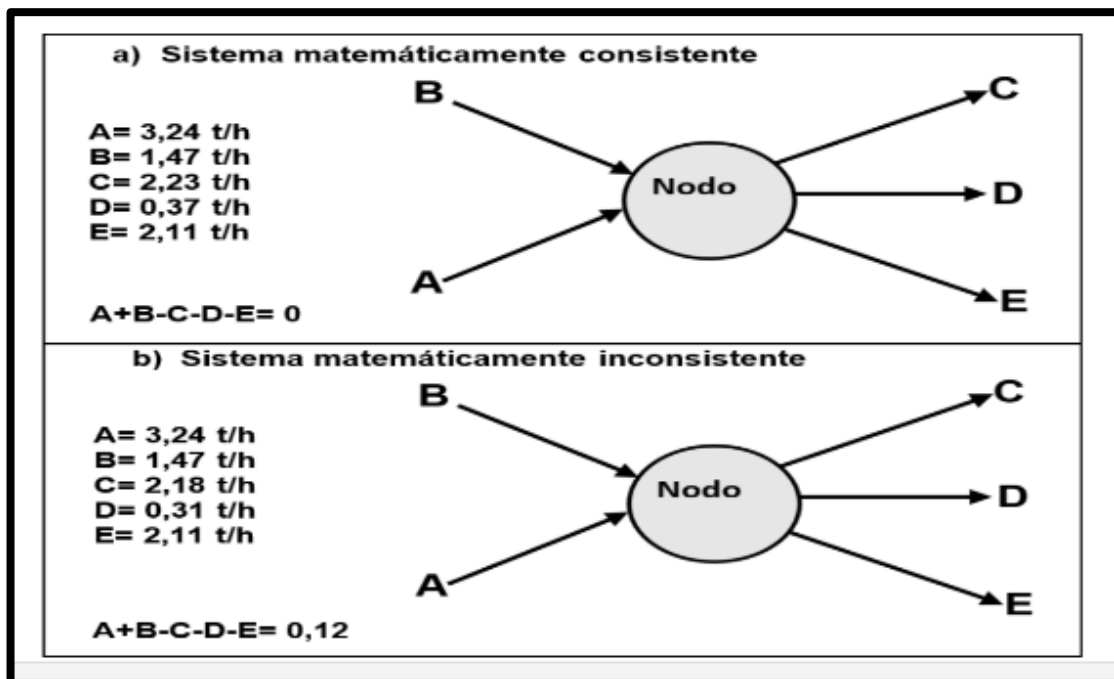 a) Sistema matemáticamente consistente
A= 3,24 t/h
B= 1,47 t/h
C= 2,23 t/h
D= 0,37 t/h
E= 2,11 t/h
A+B-C-D-E= 0
B
A
Nodo
C
D
E
b) Sistema matemáticamente inconsistente
A= 3,24 t/h
B= 1,47 t/h
C= 2,18 t/h
D= 0,31 t/h
E= 2,11 t/h
A+B-C-D-E= 0,12
B
A
Nodo
C
D
E